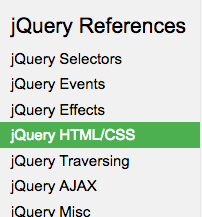 jQuery References
jQuery Selectors
jQuery Events
jQuery Effects
jQuery HTML/CSS
jQuery Traversing
jQuery AJAX
jQuery Misc